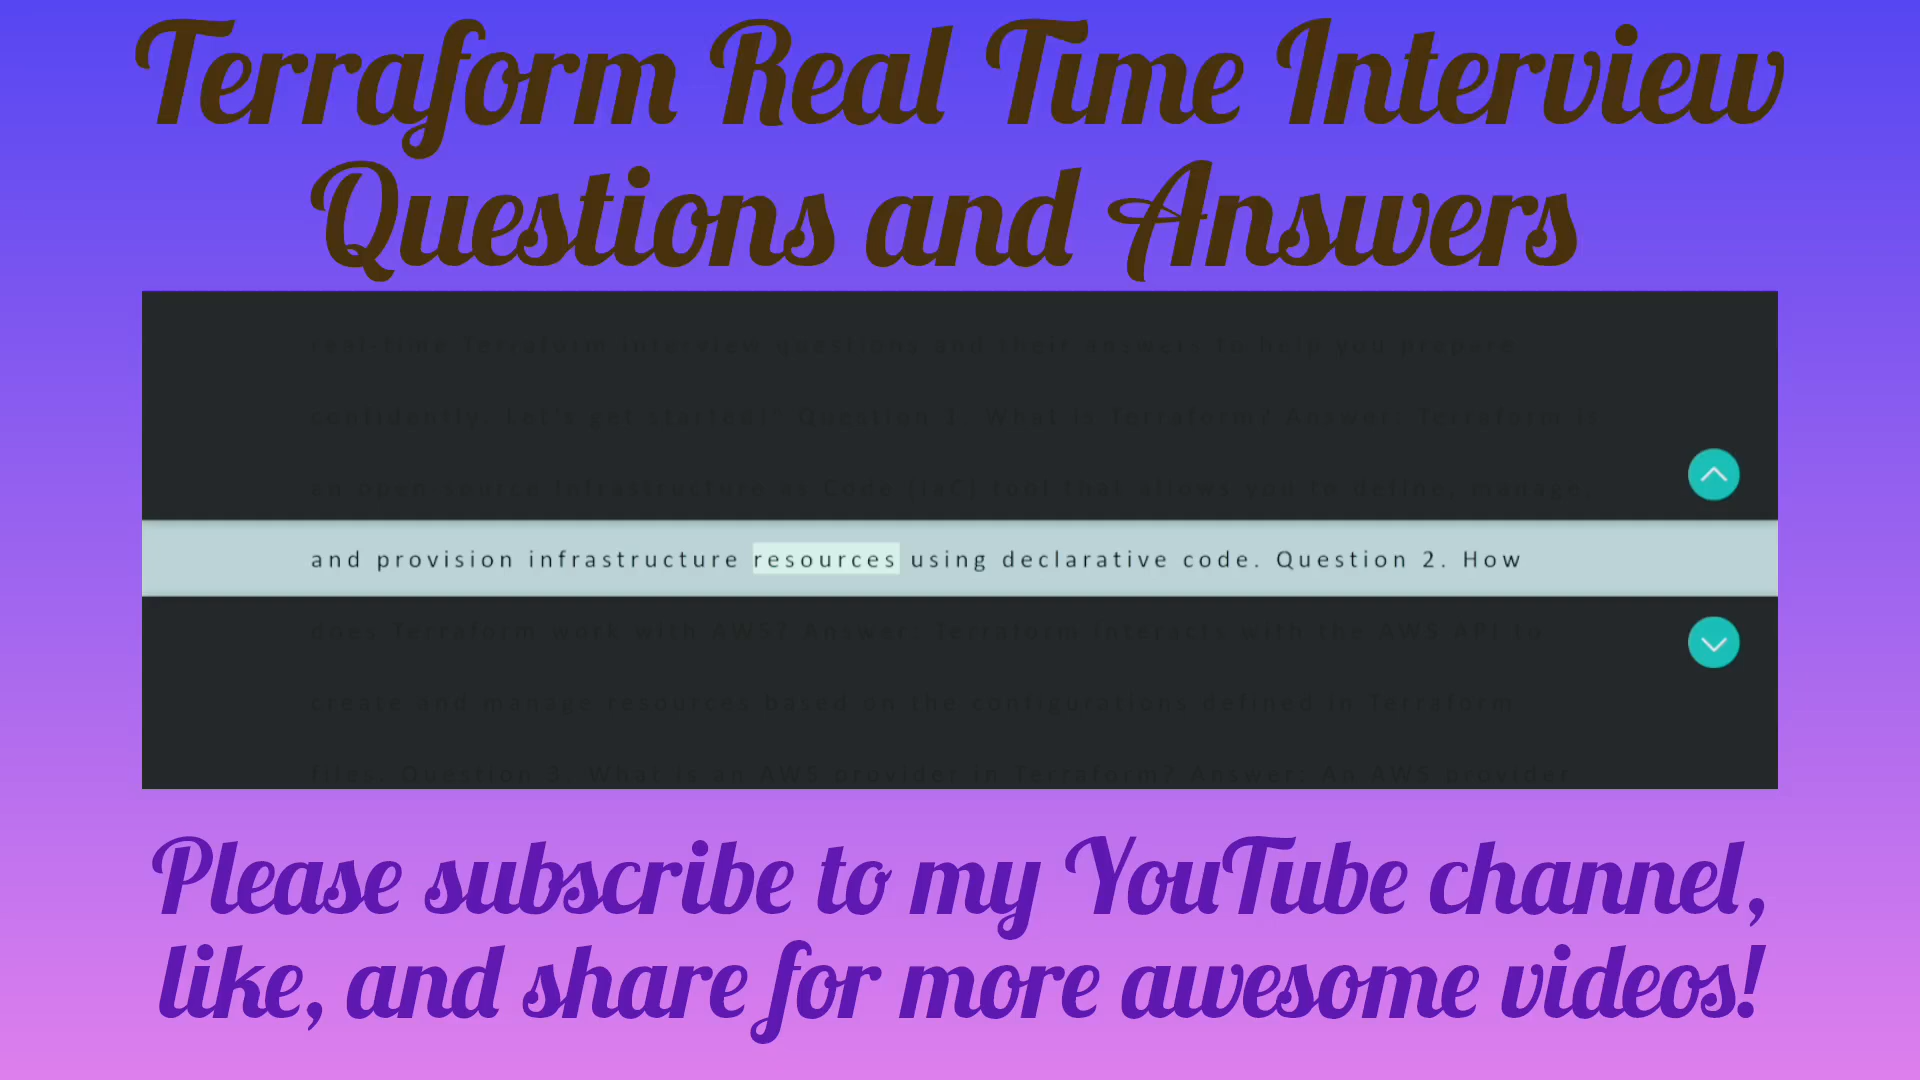 Terraform Real Time Interview
Questions and Answers
real-time Terraform interview questions and their answers to help you prepare
confidently. Let's get started!" Question 1. What is Terraform? Answer: Terraform is
an open-source Infrastructure as Code (IaC) tool that allows you to define, manage,
and provision infrastructure resources using declarative code. Question 2. How
does Terraform work with AWS? Answer: Terraform interacts with the AWS API to
create and manage resources based on the configurations defined in Terraform
files. Question 3. What is an AWS provider in Terraform? Answer: An AWS provider
Please subscribe to my YouTube channel,
like, and share for more awesome videos!